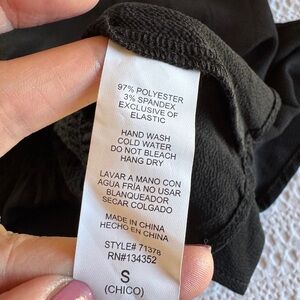 97% POLYESTER
3% SPANDEX
EXCLUSIVE OF
ELASTIC
HAND WASH
COLD WATER
DO NOT BLEACH
HANG DRY
LAVAR A MANO CON
AGUA FRÍA NO USAR
BLANQUEADOR
SECAR COLGADO
MADE IN CHINA
HECHO EN CHINA
STYLE# 71378
RN#134352
S
(CHICO)